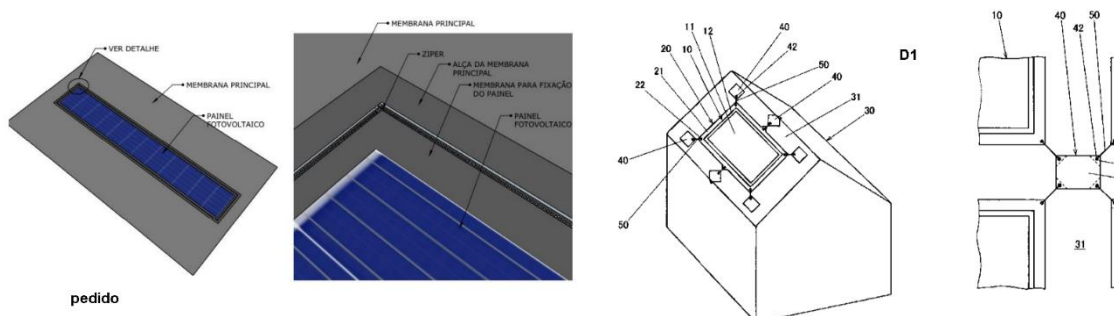 VER DETALHE
MEMBRANA PRINCIPAL
PAINEL
FOTOVOLTAICO
pedido
MEMBRANA PRINCIPAL
ZIPER
ALÇA DA MEMBRANA
PRINCIPAL
MEMBRANA PARA FIXAÇÃO
DO PAINEL
PAINEL
FOTOVOLTAICO
40
12
11
42
10
50
20
40
21
31
22
30
40
50
D1
10
40
42
50
31